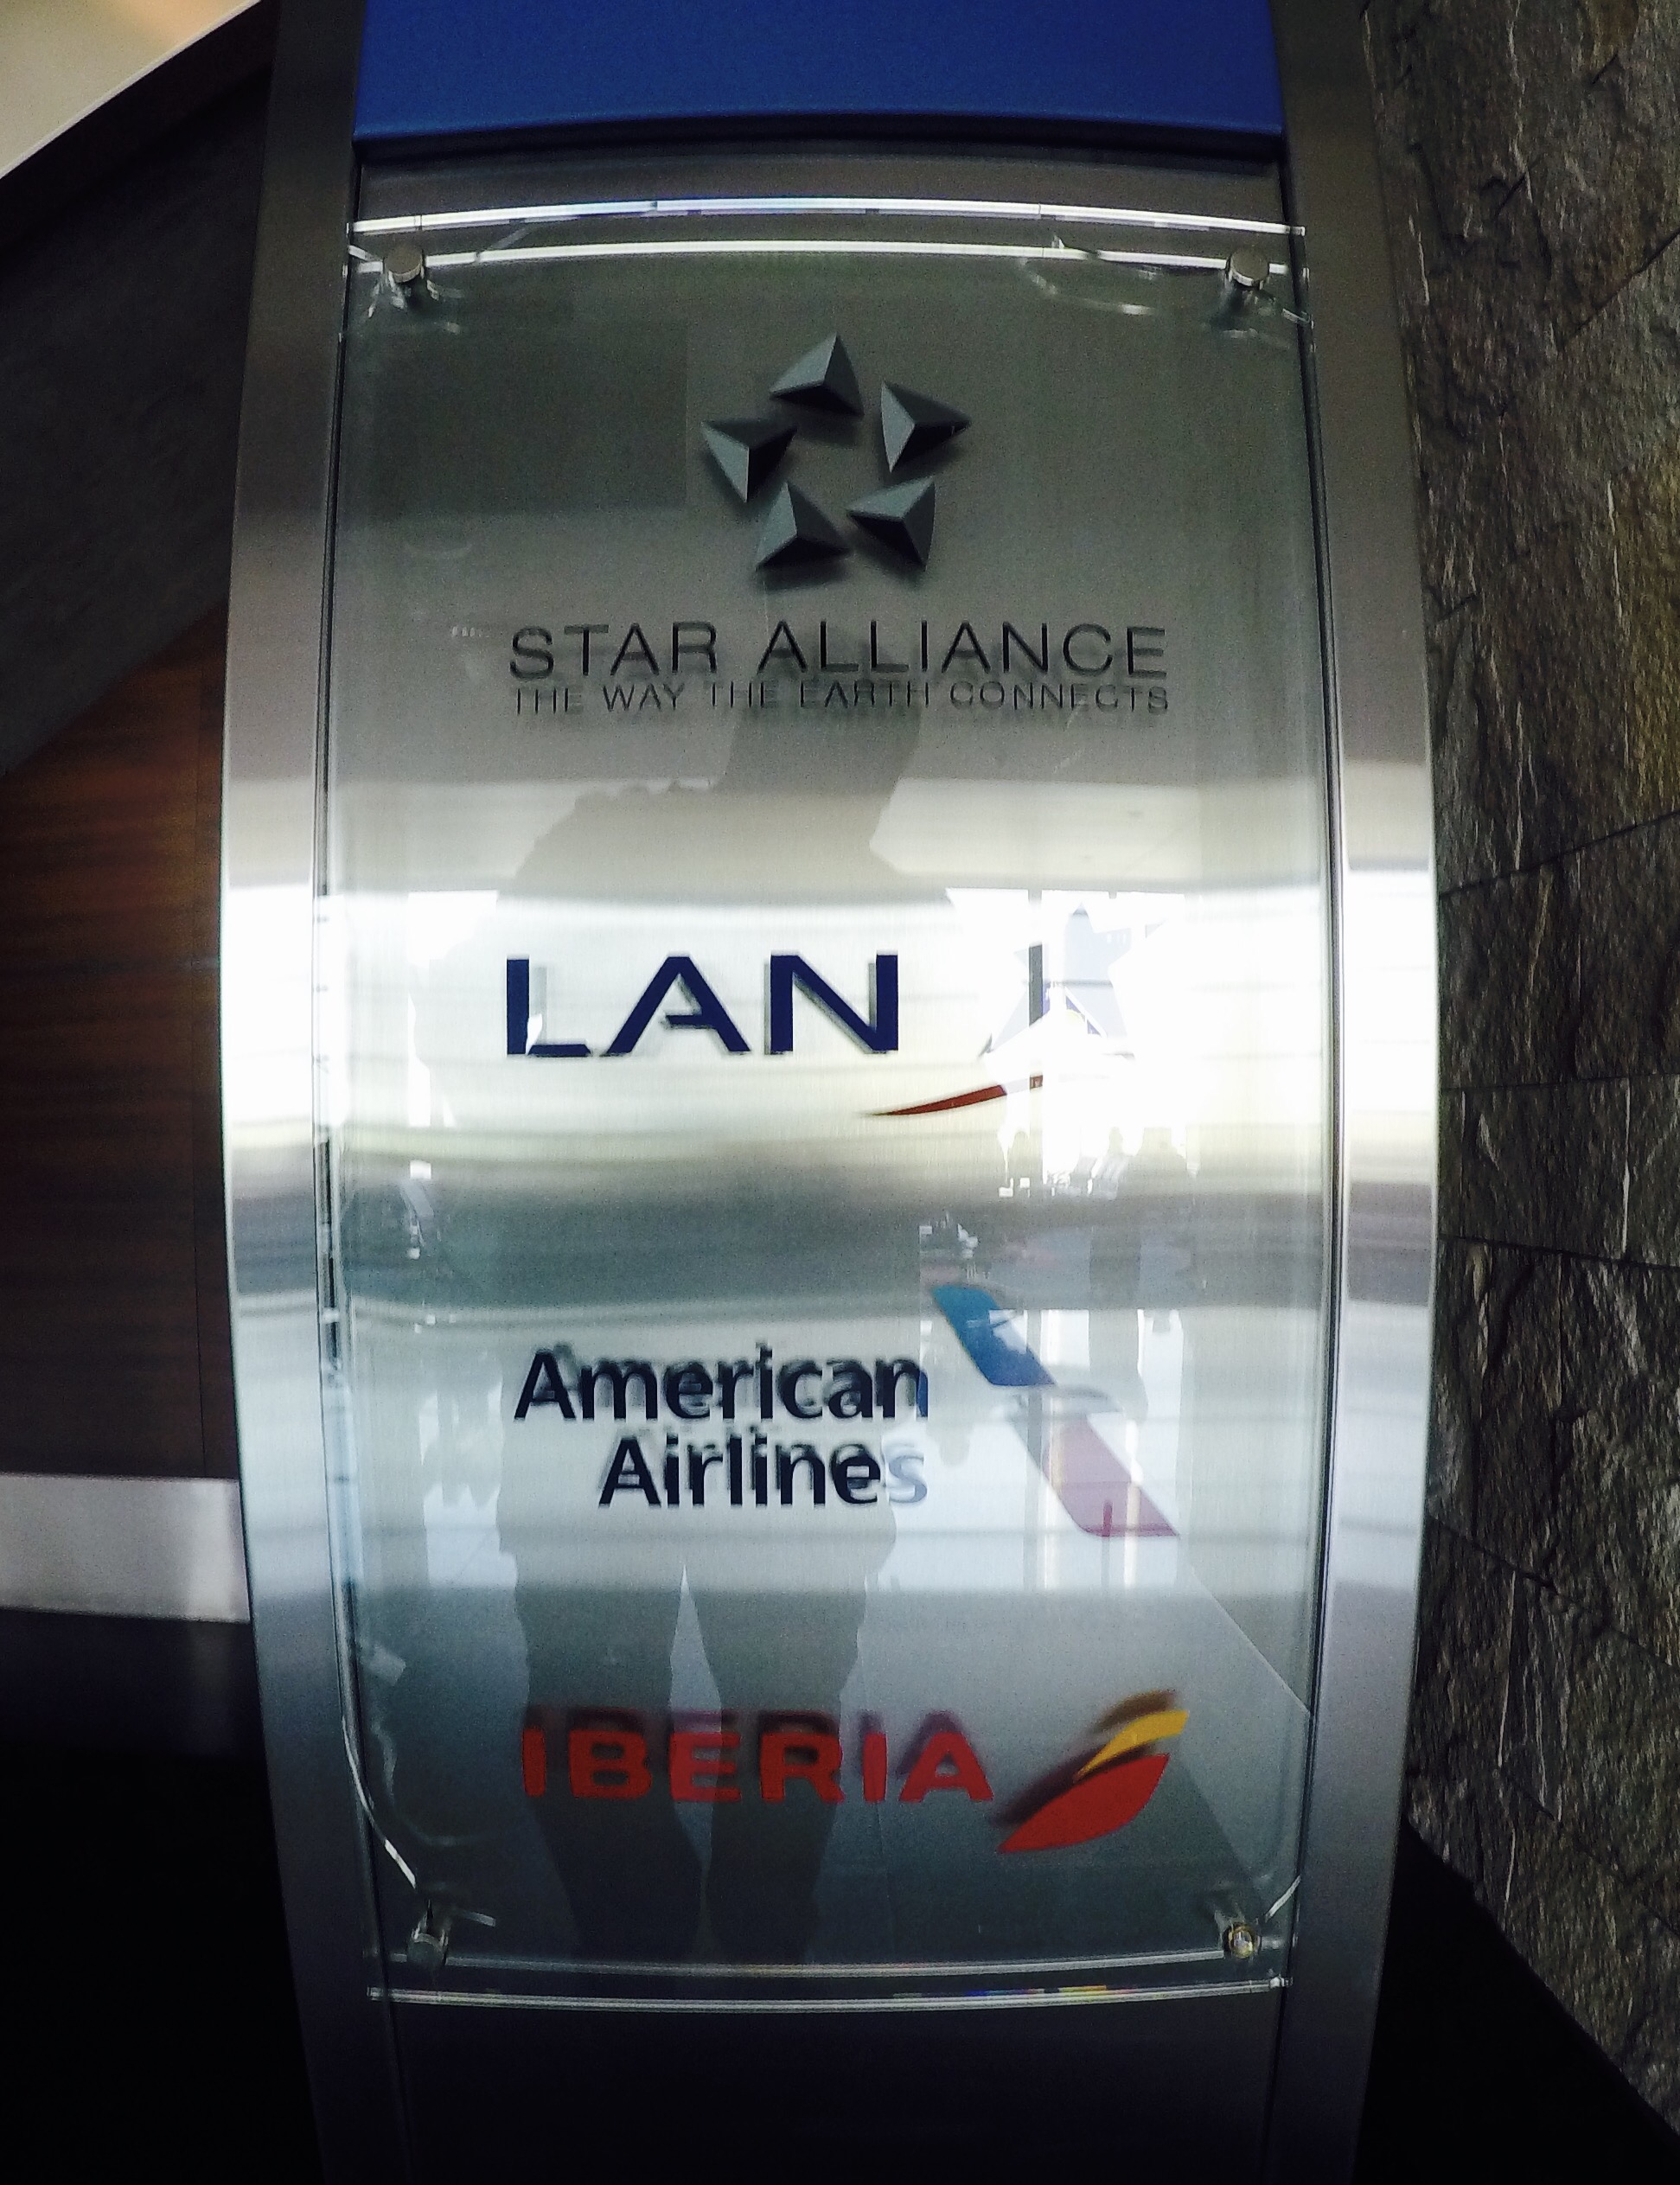 STAR ALLIANCE
THE WAY THE EARTH CONNECTS
LAN
American
Airlines
IBERIA